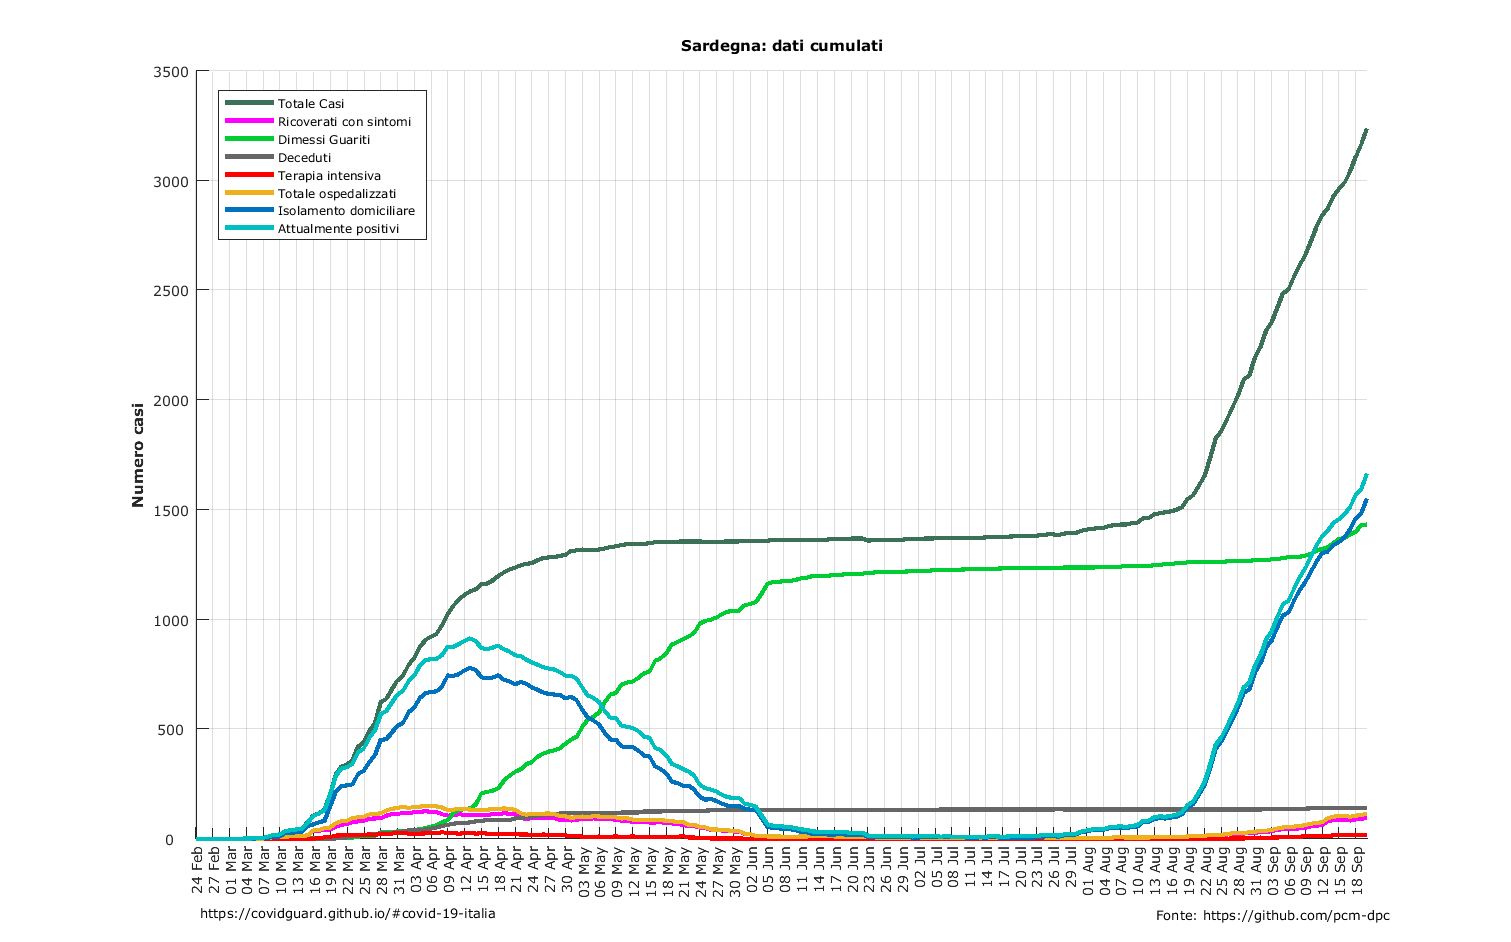 Sardegna: dati cumulati
Numero casi
3500
3000
2500
2000
1500
1000
500
0
Totale Casi
Ricoverati con sintomi
Dimessi Guariti
Deceduti
Terapia intensiva
Totale ospedalizzati
Isolamento domiciliare
Attualmente positivi
24 Feb
27 Feb
01 Mar
04 Mar
07 Mar
10 Mar
13 Mar
16 Mar
19 Mar
22 Mar
25 Mar
28 Mar
31 Mar
03 Apr
06 Apr
09 Apr
12 Apr
15 Apr
18 Apr
21 Apr
24 Apr
27 Apr
30 Apr
03 May
06 May
09 May
12 May
15 May
18 May
21 May
24 May
27 May
30 May
02 Jun
05 Jun
08 Jun
11 Jun
14 Jun
17 Jun
20 Jun
23 Jun
26 Jun
29 Jun
02 Jul
05 Jul
08 Jul
11 Jul
14 Jul
17 Jul
20 Jul
23 Jul
26 Jul
29 Jul
01 Aug
04 Aug
07 Aug
10 Aug
13 Aug
16 Aug
19 Aug
22 Aug
25 Aug
28 Aug
31 Aug
03 Sep
06 Sep
09 Sep
12 Sep
15 Sep
18 Sep
https://covidguard.github.io/#covid-19-italia
Fonte: https://github.com/pcm-dpc